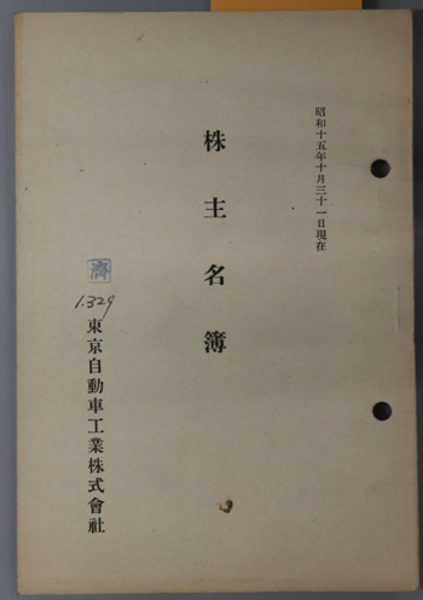 昭和十五年十月三十一日現在
株主名簿
濟
1.329
東京自動車工業株式會社